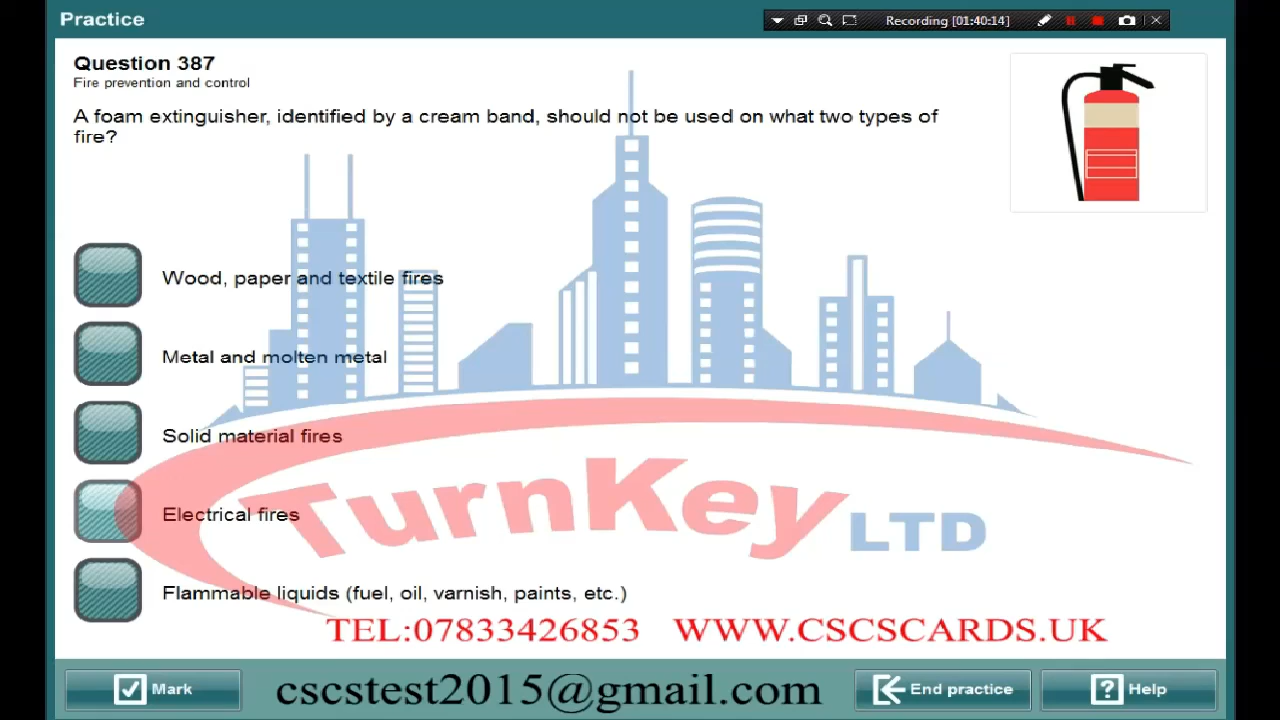 Practice
Recording [01:40:14]
Question 387
Fire prevention and control
A foam extinguisher, identified by a cream band, should not be used on what two types of
fire?
Wood, paper and textile fires
Metal and molten metal
Solid material fires
Electrical fires
Flammable liquids (fuel, oil, varnish, paints, etc.)
TurnKey LTD
TEL:07833426853 WWW.CSCSCARDS.UK
Mark
cscstest2015@gmail.com
End practice
Help